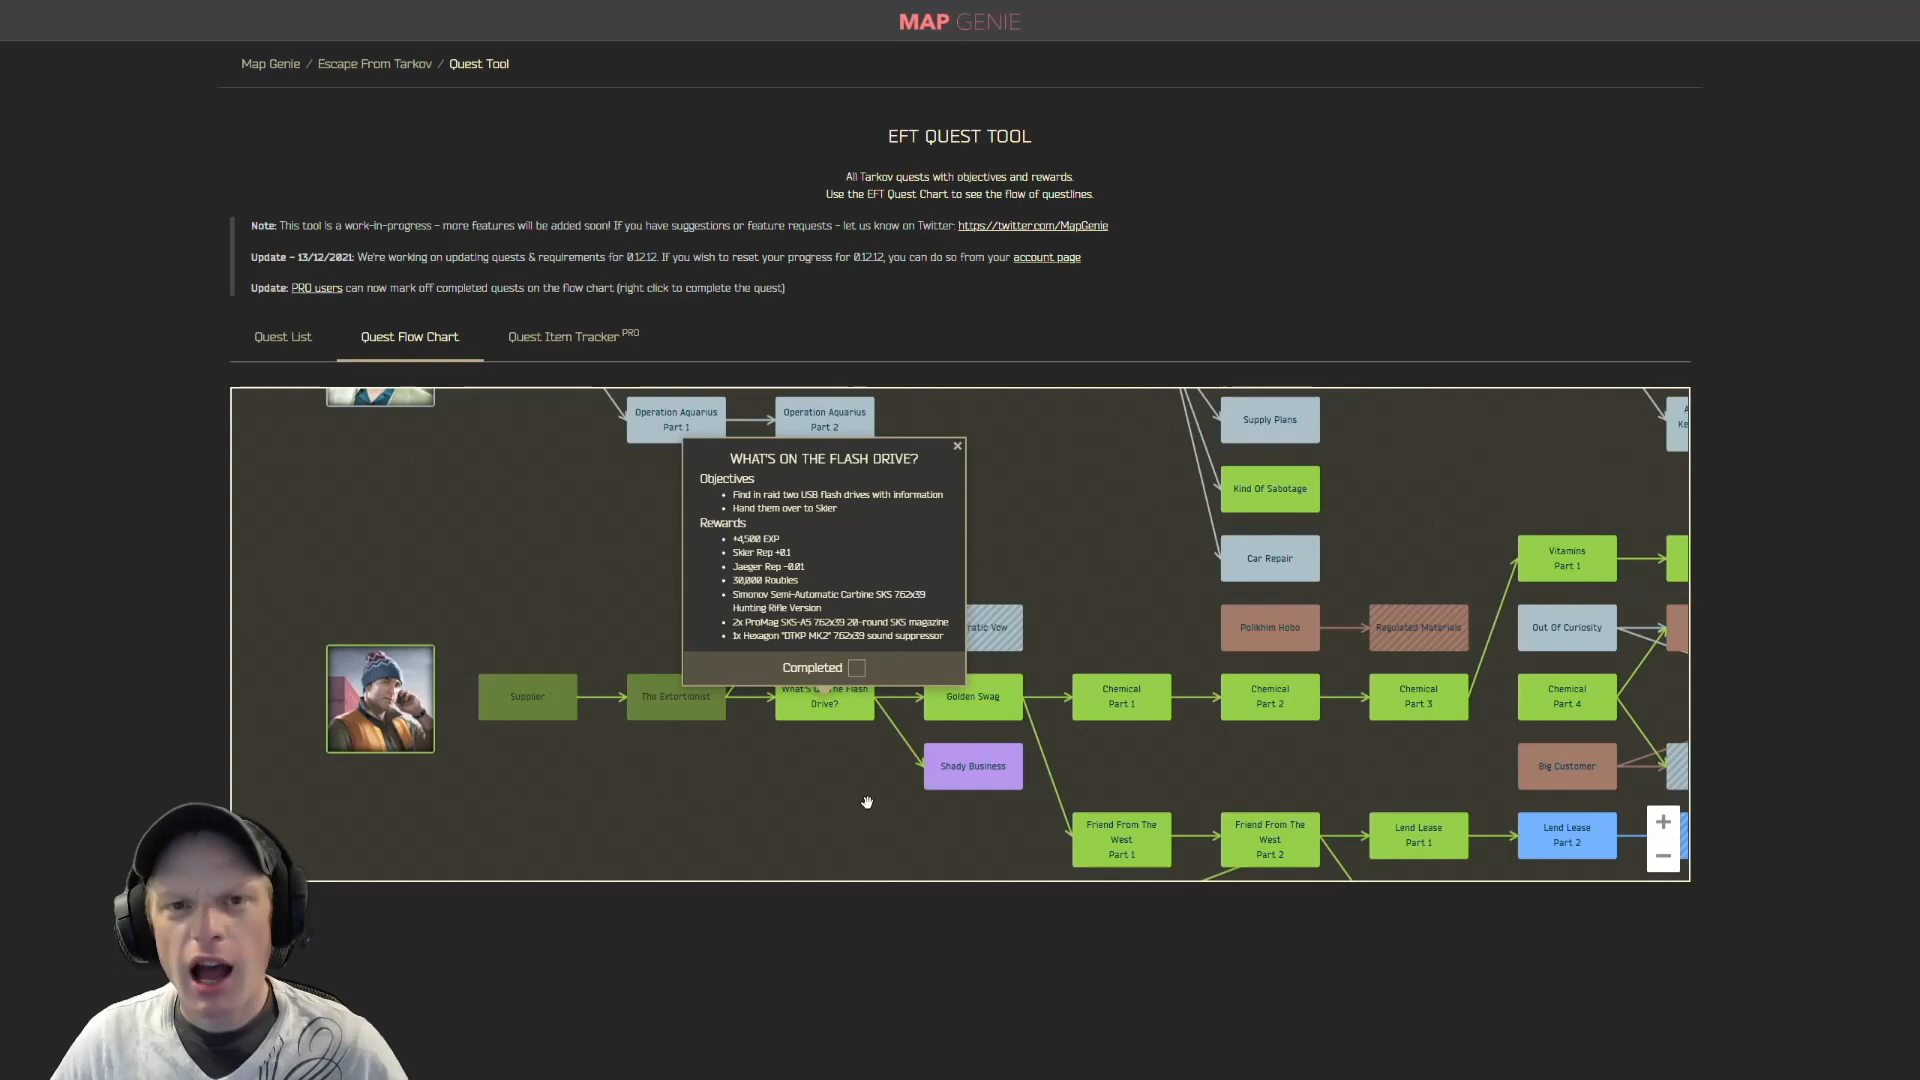 MAP GENIE
Map Genie / Escape From Tarkov / Quest Tool
EFT QUEST TOOL
All Tarkov quests with objectives and rewards.
Use the EFT Quest Chart to see the flow of questlines.
Note: This tool is a work-in-progress - more features will be added soon! If you have suggestions or feature requests - let us know on Twitter: https://twitter.com/MapGenie
Update - 13/12/2021: We're working on updating quests & requirements for 0.12.12. If you wish to reset your progress for 0.12.12, you can do so from your account page
Update: PRO users can now mark off completed quests on the flow chart (right click to complete the quest)
Quest List
Quest Flow Chart
Quest Item Tracker PRO
Operation Aquarius
Part 1
Operation Aquarius
Part 2
Supply Plans
WHAT'S ON THE FLASH DRIVE?
Objectives
Find in raid two USB flash drives with information
Hand them over to Skier
Rewards
+4,500 EXP
Skier Rep +0.1
Jaeger Rep -0.01
30,000 Roubles
Simonov Semi-Automatic Carbine SKS 7.62x39
Hunting Rifle Version
2x ProMag SKS-A5 7.62x39 20-round SKS magazine
1x Hexagon "DTKP MK2" 7.62x39 sound suppressor
Completed
Kind Of Sabotage
Car Repair
Vitamins
Part 1
Vow
Polikhim Hobo
Regulated Materials
Out Of Curiosity
Supplier
The Extortionist
What'S On The Flash
Drive?
Golden Swag
Chemical
Part 1
Chemical
Part 2
Chemical
Part 3
Chemical
Part 4
Shady Business
Big Customer
Friend From The
West
Part 1
Friend From The
West
Part 2
Lend Lease
Part 1
Lend Lease
Part 2
+
-